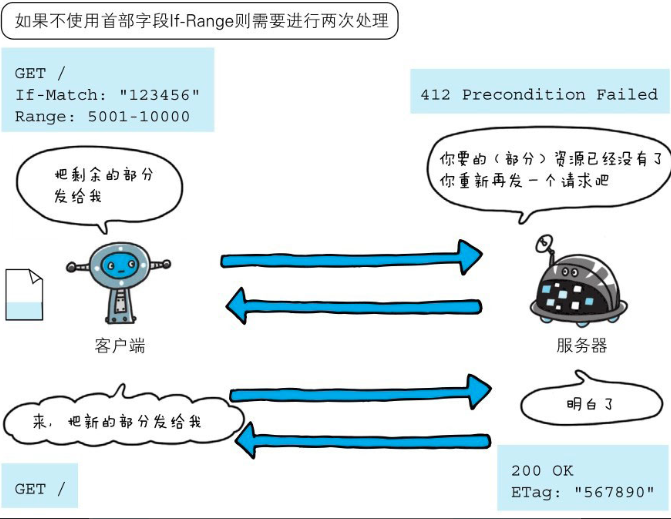 如果不使用首部字段If-Range则需要进行两次处理
GET /
If-Match: "123456"
Range: 5001-10000
412 Precondition Failed
把剩余的部分
发给我
你要的（部分）资源已经没有了
你重新再发一个请求吧
客户端
服务器
来，把新的部分发给我
明白了
GET /
200 OK
ETag: "567890"